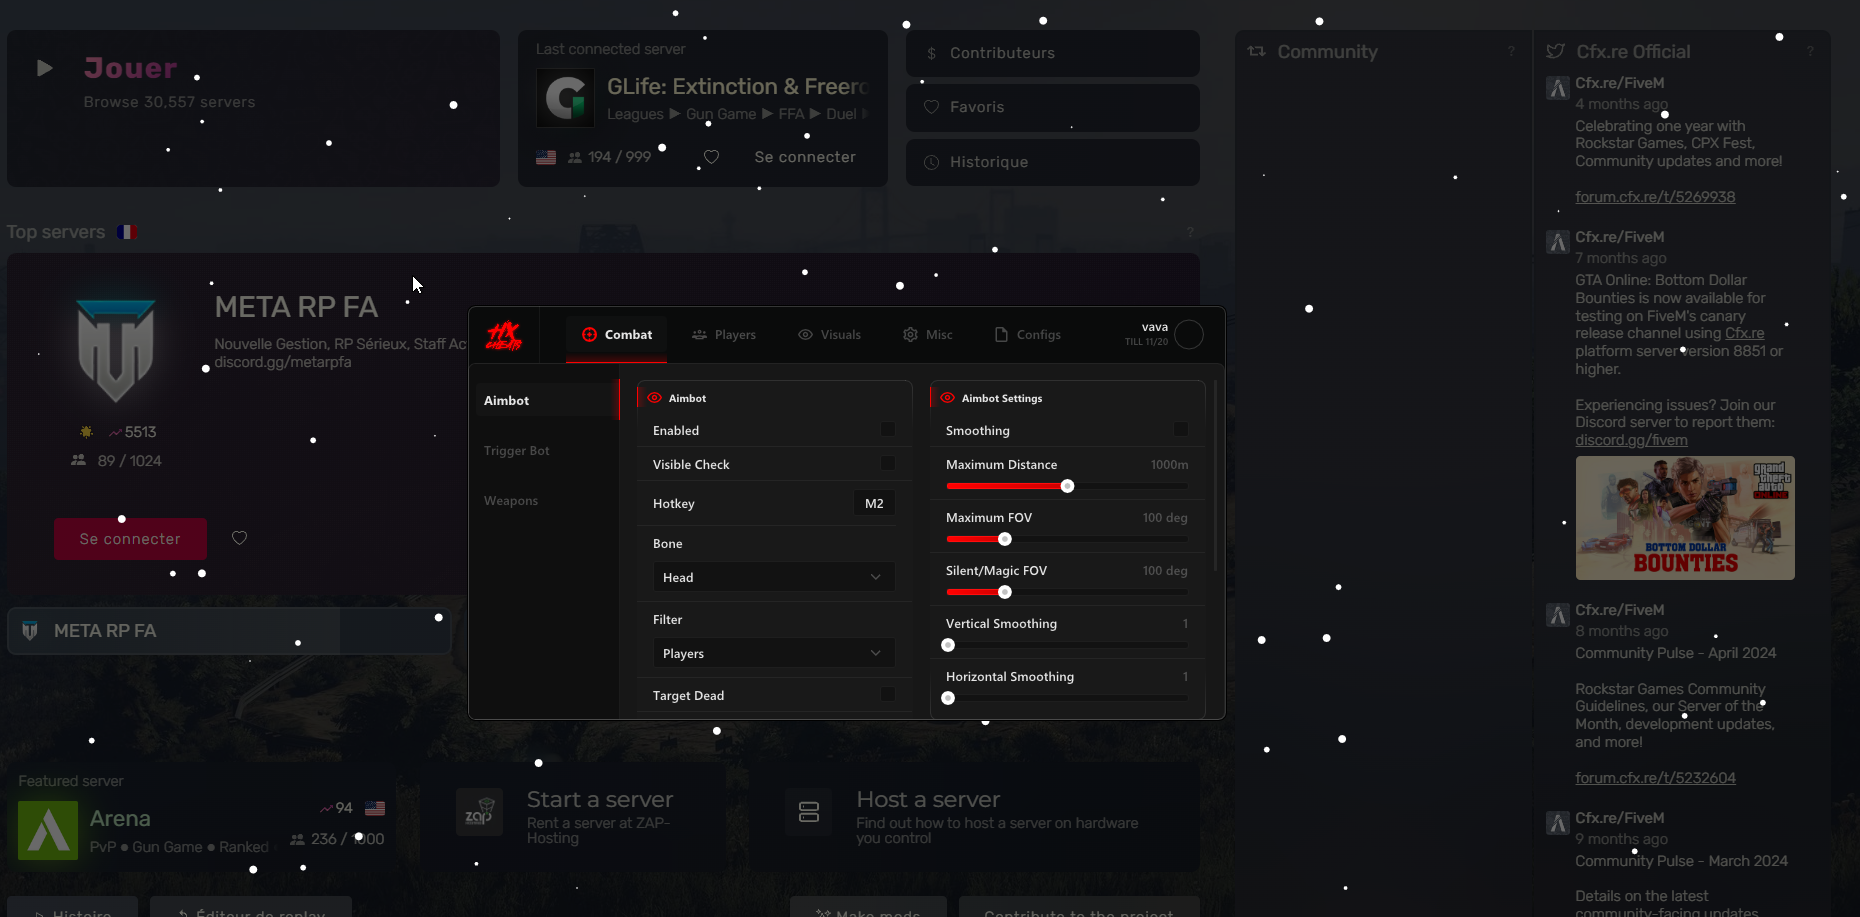 Jouer
Browse 30,557 servers
Last connected server
GLife: Extinction & Freero
Leagues ▶ Gun Game ▶ FFA ▶ Duel
194 / 999
Se connecter
$ Contributeurs
Favoris
Historique
Top servers
?
META RP FA
Nouvelle Gestion, RP Sérieux, Staff Ac
discord.gg/metarpfa
5513
89 / 1024
Se connecter
META RP FA
HX
CHEATS
Combat
Players
Visuals
Misc
Configs
vava
TILL 11/20
Aimbot
Trigger Bot
Weapons
Aimbot
Enabled
Visible Check
Hotkey
M2
Bone
Head
Filter
Players
Target Dead
Aimbot Settings
Smoothing
Maximum Distance
1000m
Maximum FOV
100 deg
Silent/Magic FOV
100 deg
Vertical Smoothing
1
Horizontal Smoothing
1
Featured server
Arena
PvP ● Gun Game ● Ranked
94
236 / 1000
zap
Start a server
Rent a server at ZAP-
Hosting
Host a server
Find out how to host a server on hardware
you control
Histoire
Éditeur de replay
Make mods
Contribute to the project
Community
?
Cfx.re Official
?
Cfx.re/FiveM
4 months ago
Celebrating one year with
Rockstar Games, CPX Fest,
Community updates and more!
forum.cfx.re/t/5269938
Cfx.re/FiveM
7 months ago
GTA Online: Bottom Dollar
Bounties is now available for
testing on FiveM's canary
release channel using Cfx.re
platform server version 8851 or
higher.
Experiencing issues? Join our
Discord server to report them:
discord.gg/fivem
grand
theft
auto
ONLINE
BOTTOM DOLLAR
BOUNTIES
Cfx.re/FiveM
8 months ago
Community Pulse - April 2024
Rockstar Games Community
Guidelines, our Server of the
Month, development updates,
and more!
forum.cfx.re/t/5232604
Cfx.re/FiveM
9 months ago
Community Pulse - March 2024
Details on the latest
community-facing updates